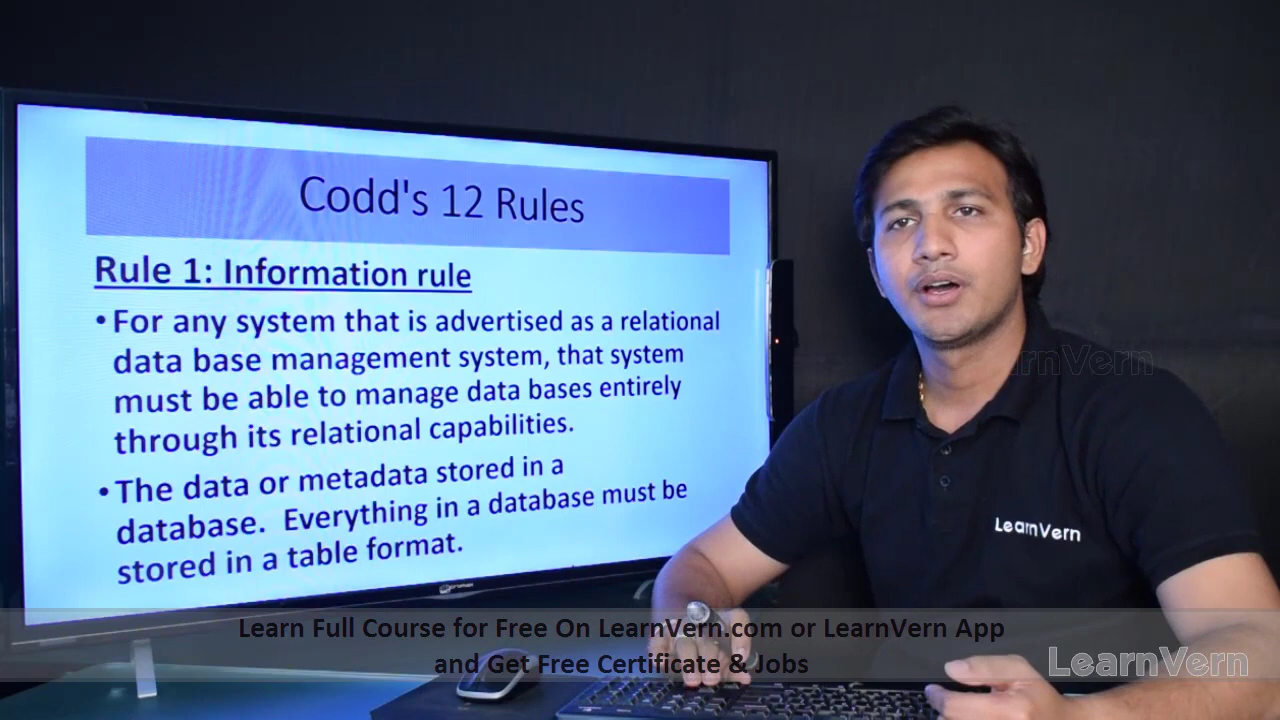 Codd's 12 Rules
Rule 1: Information rule
• For any system that is advertised as a relational
data base management system, that system
must be able to manage data bases entirely
through its relational capabilities.
• The data or metadata stored in a
database. Everything in a database must be
stored in a table format.
LearnVern
Learn Full Course for Free On LearnVern.com or LearnVern App
and Get Free Certificate & Jobs
LearnVern